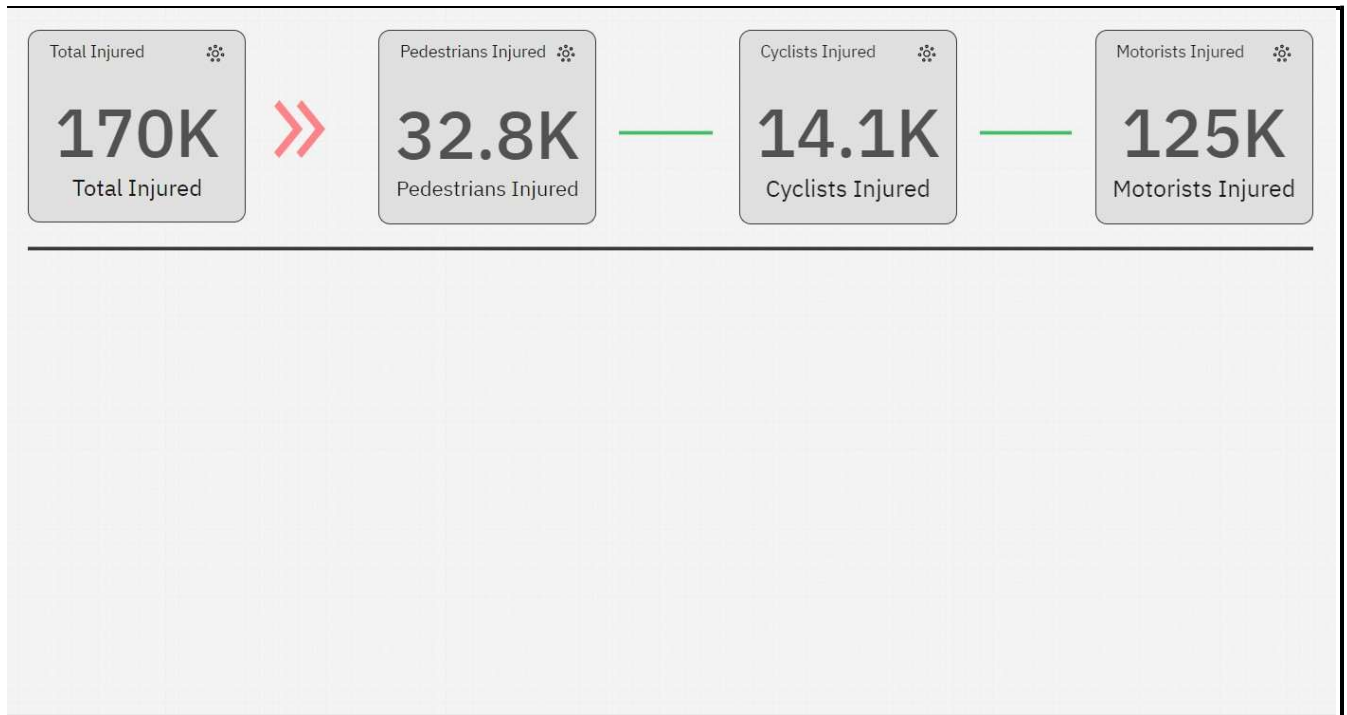 Total Injured
170K
Total Injured
Pedestrians Injured
32.8K
Pedestrians Injured
Cyclists Injured
14.1K
Cyclists Injured
Motorists Injured
125K
Motorists Injured